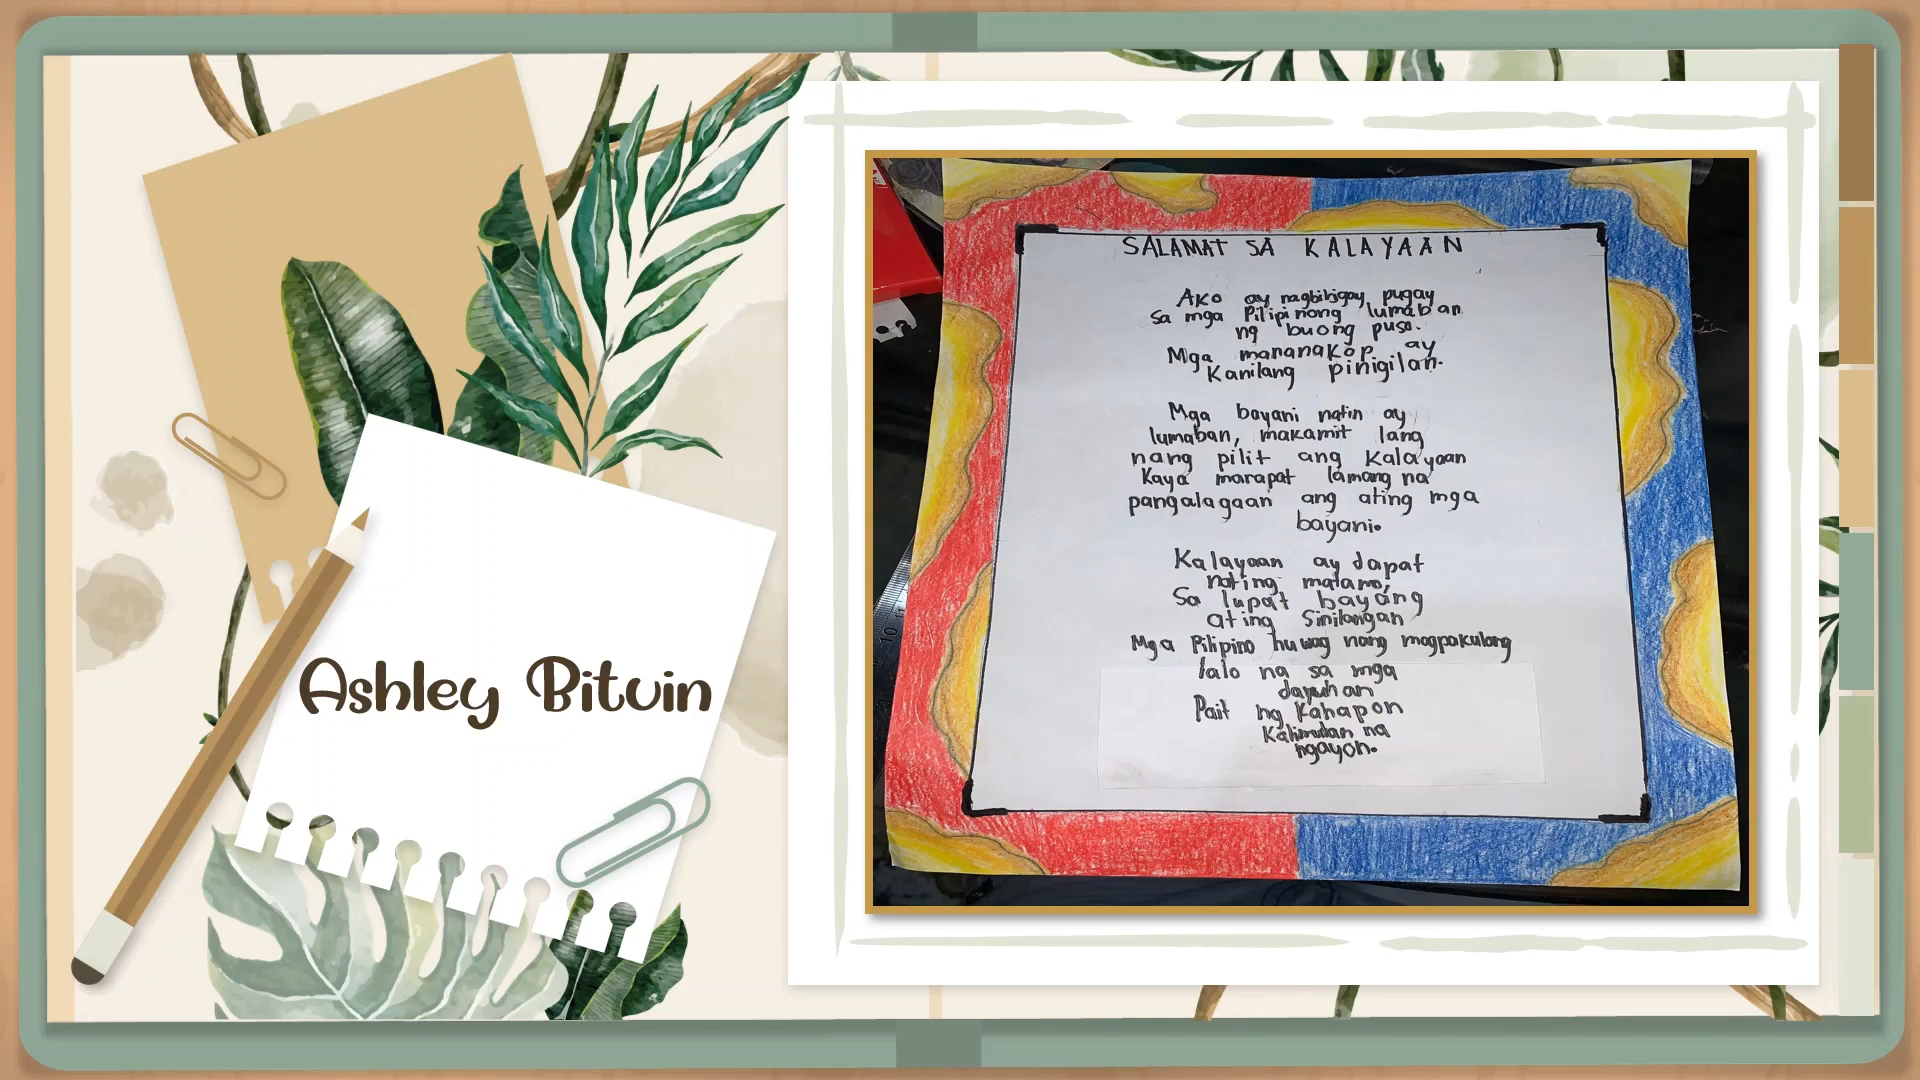 Ashley Bituin
SALAMAT SA KALAYAAN
Ako ay nagbibigay pugay
sa mga Pilipinong lumaban
ng buong puso.
Mga mananakop ay
kanilang pinigilan.
Mga bayani natin ay
lumaban, makamit lang
nang pilit ang kalayaan
Kaya marapat lamang na
pangalagaan ang ating mga
bayani.
Kalayaan ay dapat
nating matamo,
Sa lupat bayang
ating Sinilangan
Mga Pilipino huwag nang magpakulong
lalo na sa mga
dayuhan
Pait ng kahapon
kalimutan na
ngayon.
10 11